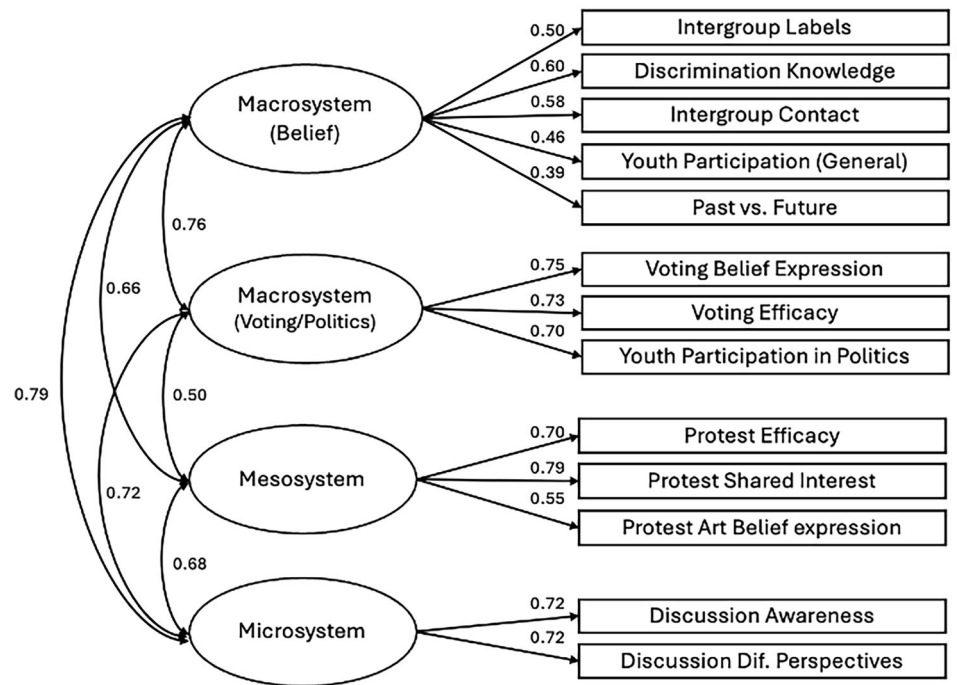 0.50
Intergroup Labels
0.60
Discrimination Knowledge
Macrosystem
(Belief)
0.58
Intergroup Contact
0.46
Youth Participation (General)
0.39
Past vs. Future
0.76
0.66
0.75
Voting Belief Expression
Macrosystem
(Voting/Politics)
0.73
Voting Efficacy
0.70
Youth Participation in Politics
0.79
0.50
0.70
Protest Efficacy
Mesosystem
0.79
Protest Shared Interest
0.55
Protest Art Belief expression
0.72
0.68
0.72
Discussion Awareness
Microsystem
0.72
Discussion Dif. Perspectives